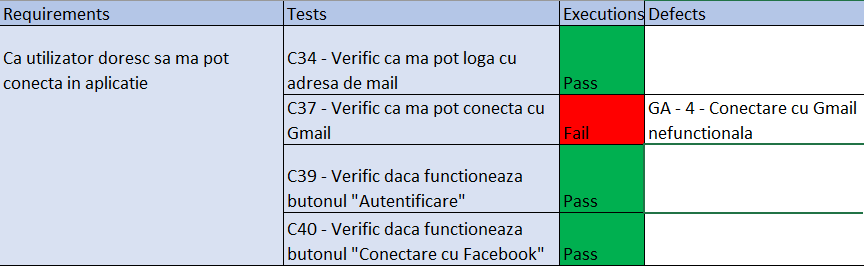 Requirements
Tests
Executions
Defects
Ca utilizator doresc sa ma pot
conecta in aplicatie
C34 - Verific ca ma pot loga cu
adresa de mail
Pass
C37 - Verific ca ma pot conecta cu
Gmail
Fail
GA - 4 - Conectare cu Gmail
nefunctionala
C39 - Verific daca functioneaza
butonul "Autentificare"
Pass
C40 - Verific daca functioneaza
butonul "Conectare cu Facebook"
Pass